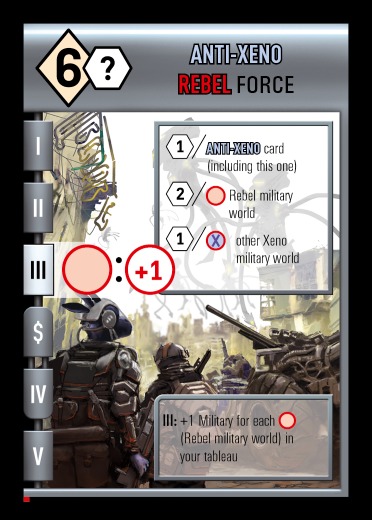 6 ?
ANTI-XENO
REBEL FORCE
I
II
III
$
IV
V
: +1
1 / ANTI-XENO card
(including this one)
2 / Rebel military
world
1 / X other Xeno
military world
III: +1 Military for each
(Rebel military world) in
your tableau